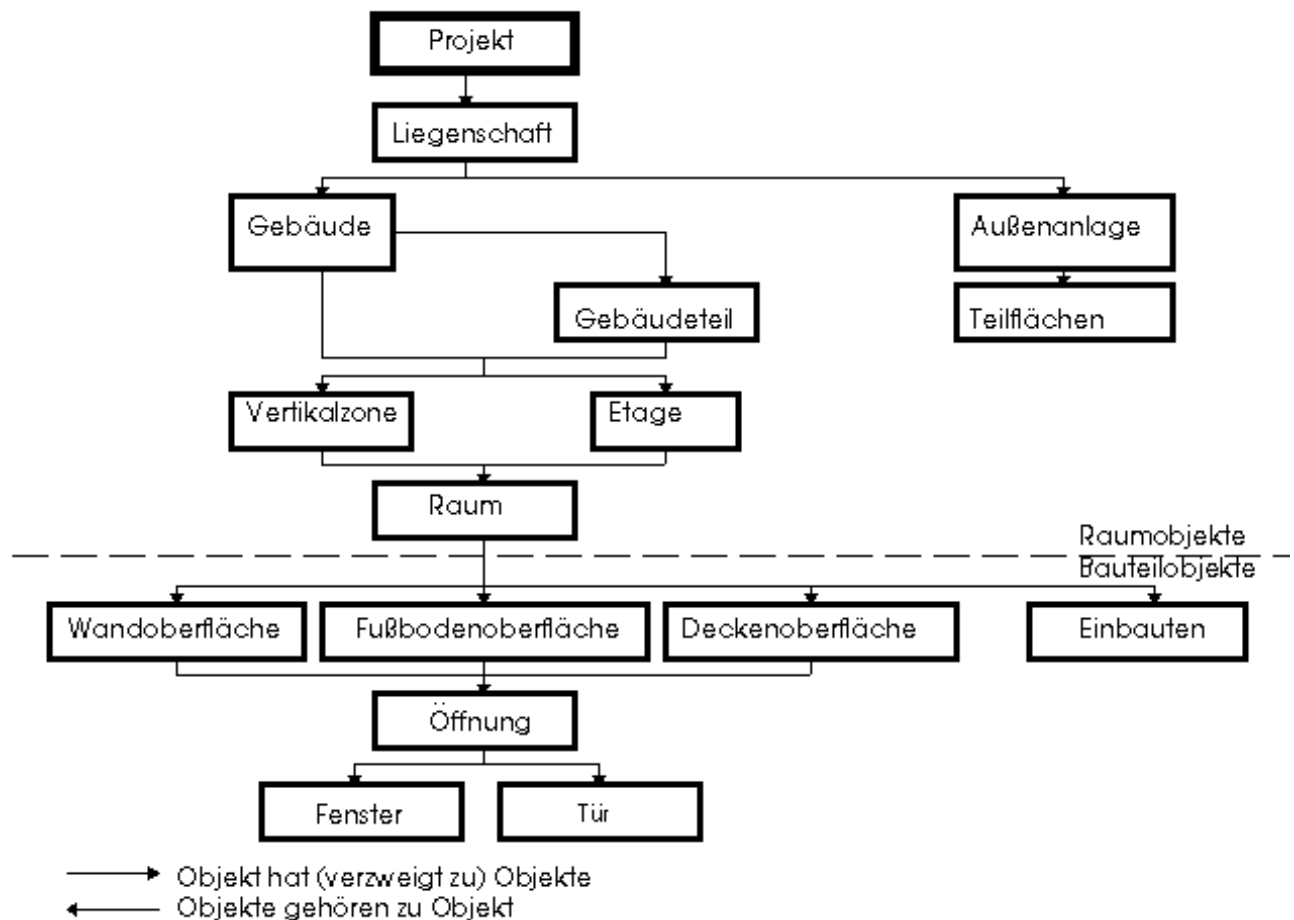 Projekt
Liegenschaft
Gebäude
Außenanlage
Gebäudeteil
Teilflächen
Vertikalzone
Etage
Raum
Raumobjekte
Bauteilobjekte
Wandoberfläche
Fußbodenoberfläche
Deckenoberfläche
Einbauten
Öffnung
Fenster
Tür
Objekt hat (verzweigt zu) Objekte
Objekte gehören zu Objekt